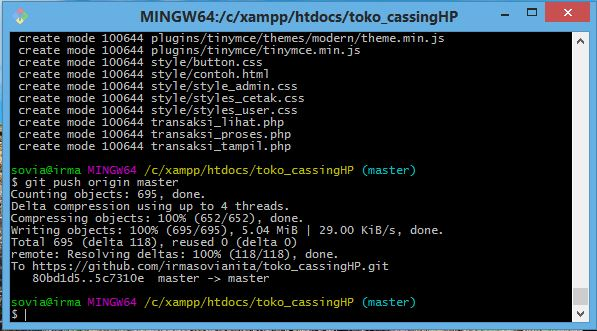 MINGW64:/c/xampp/htdocs/toko_cassingHP
create mode 100644 plugins/tinymce/themes/modern/theme.min.js
create mode 100644 plugins/tinymce/tinymce.min.js
create mode 100644 style/button.css
create mode 100644 style/contoh.html
create mode 100644 style/style_admin.css
create mode 100644 style/styles_cetak.css
create mode 100644 style/styles_user.css
create mode 100644 transaksi_lihat.php
create mode 100644 transaksi_proses.php
create mode 100644 transaksi_tampil.php
sovia@irma MINGW64 /c/xampp/htdocs/toko_cassingHP (master)
$ git push origin master
Counting objects: 695, done.
Delta compression using up to 4 threads.
Compressing objects: 100% (652/652), done.
Writing objects: 100% (695/695), 5.04 MiB | 29.00 KiB/s, done.
Total 695 (delta 118), reused 0 (delta 0)
remote: Resolving deltas: 100% (118/118), done.
To https://github.com/irmasovianita/toko_cassingHP.git
80bd1d5..5c7310e  master -> master
sovia@irma MINGW64 /c/xampp/htdocs/toko_cassingHP (master)
$